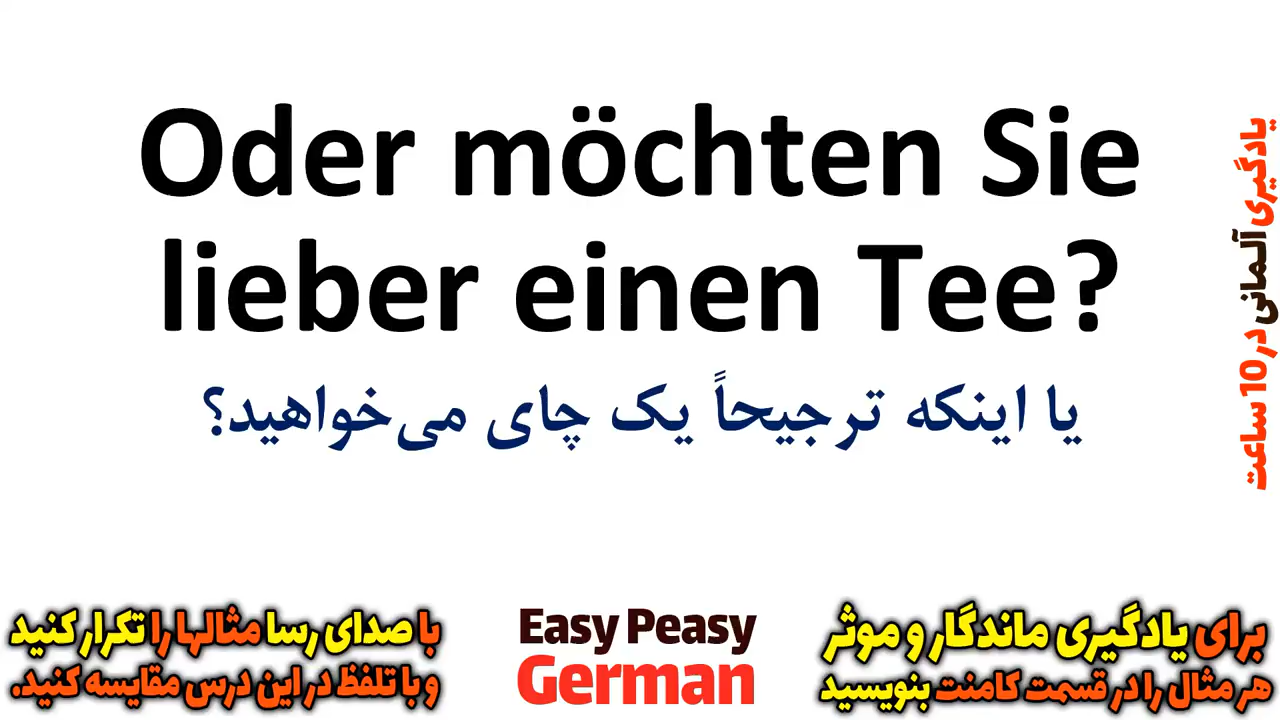 Oder möchten Sie
lieber einen Tee?
یا اینکه ترجیحاً یک چای می‌خواهید؟
یادگیری آلمانی در 10 ساعت
با صدای رسا مثالها را تکرار کنید
و با تلفظ در این درس مقایسه کنید.
Easy Peasy
German
برای یادگیری ماندگار و موثر
هر مثال را در قسمت کامنت بنویسید